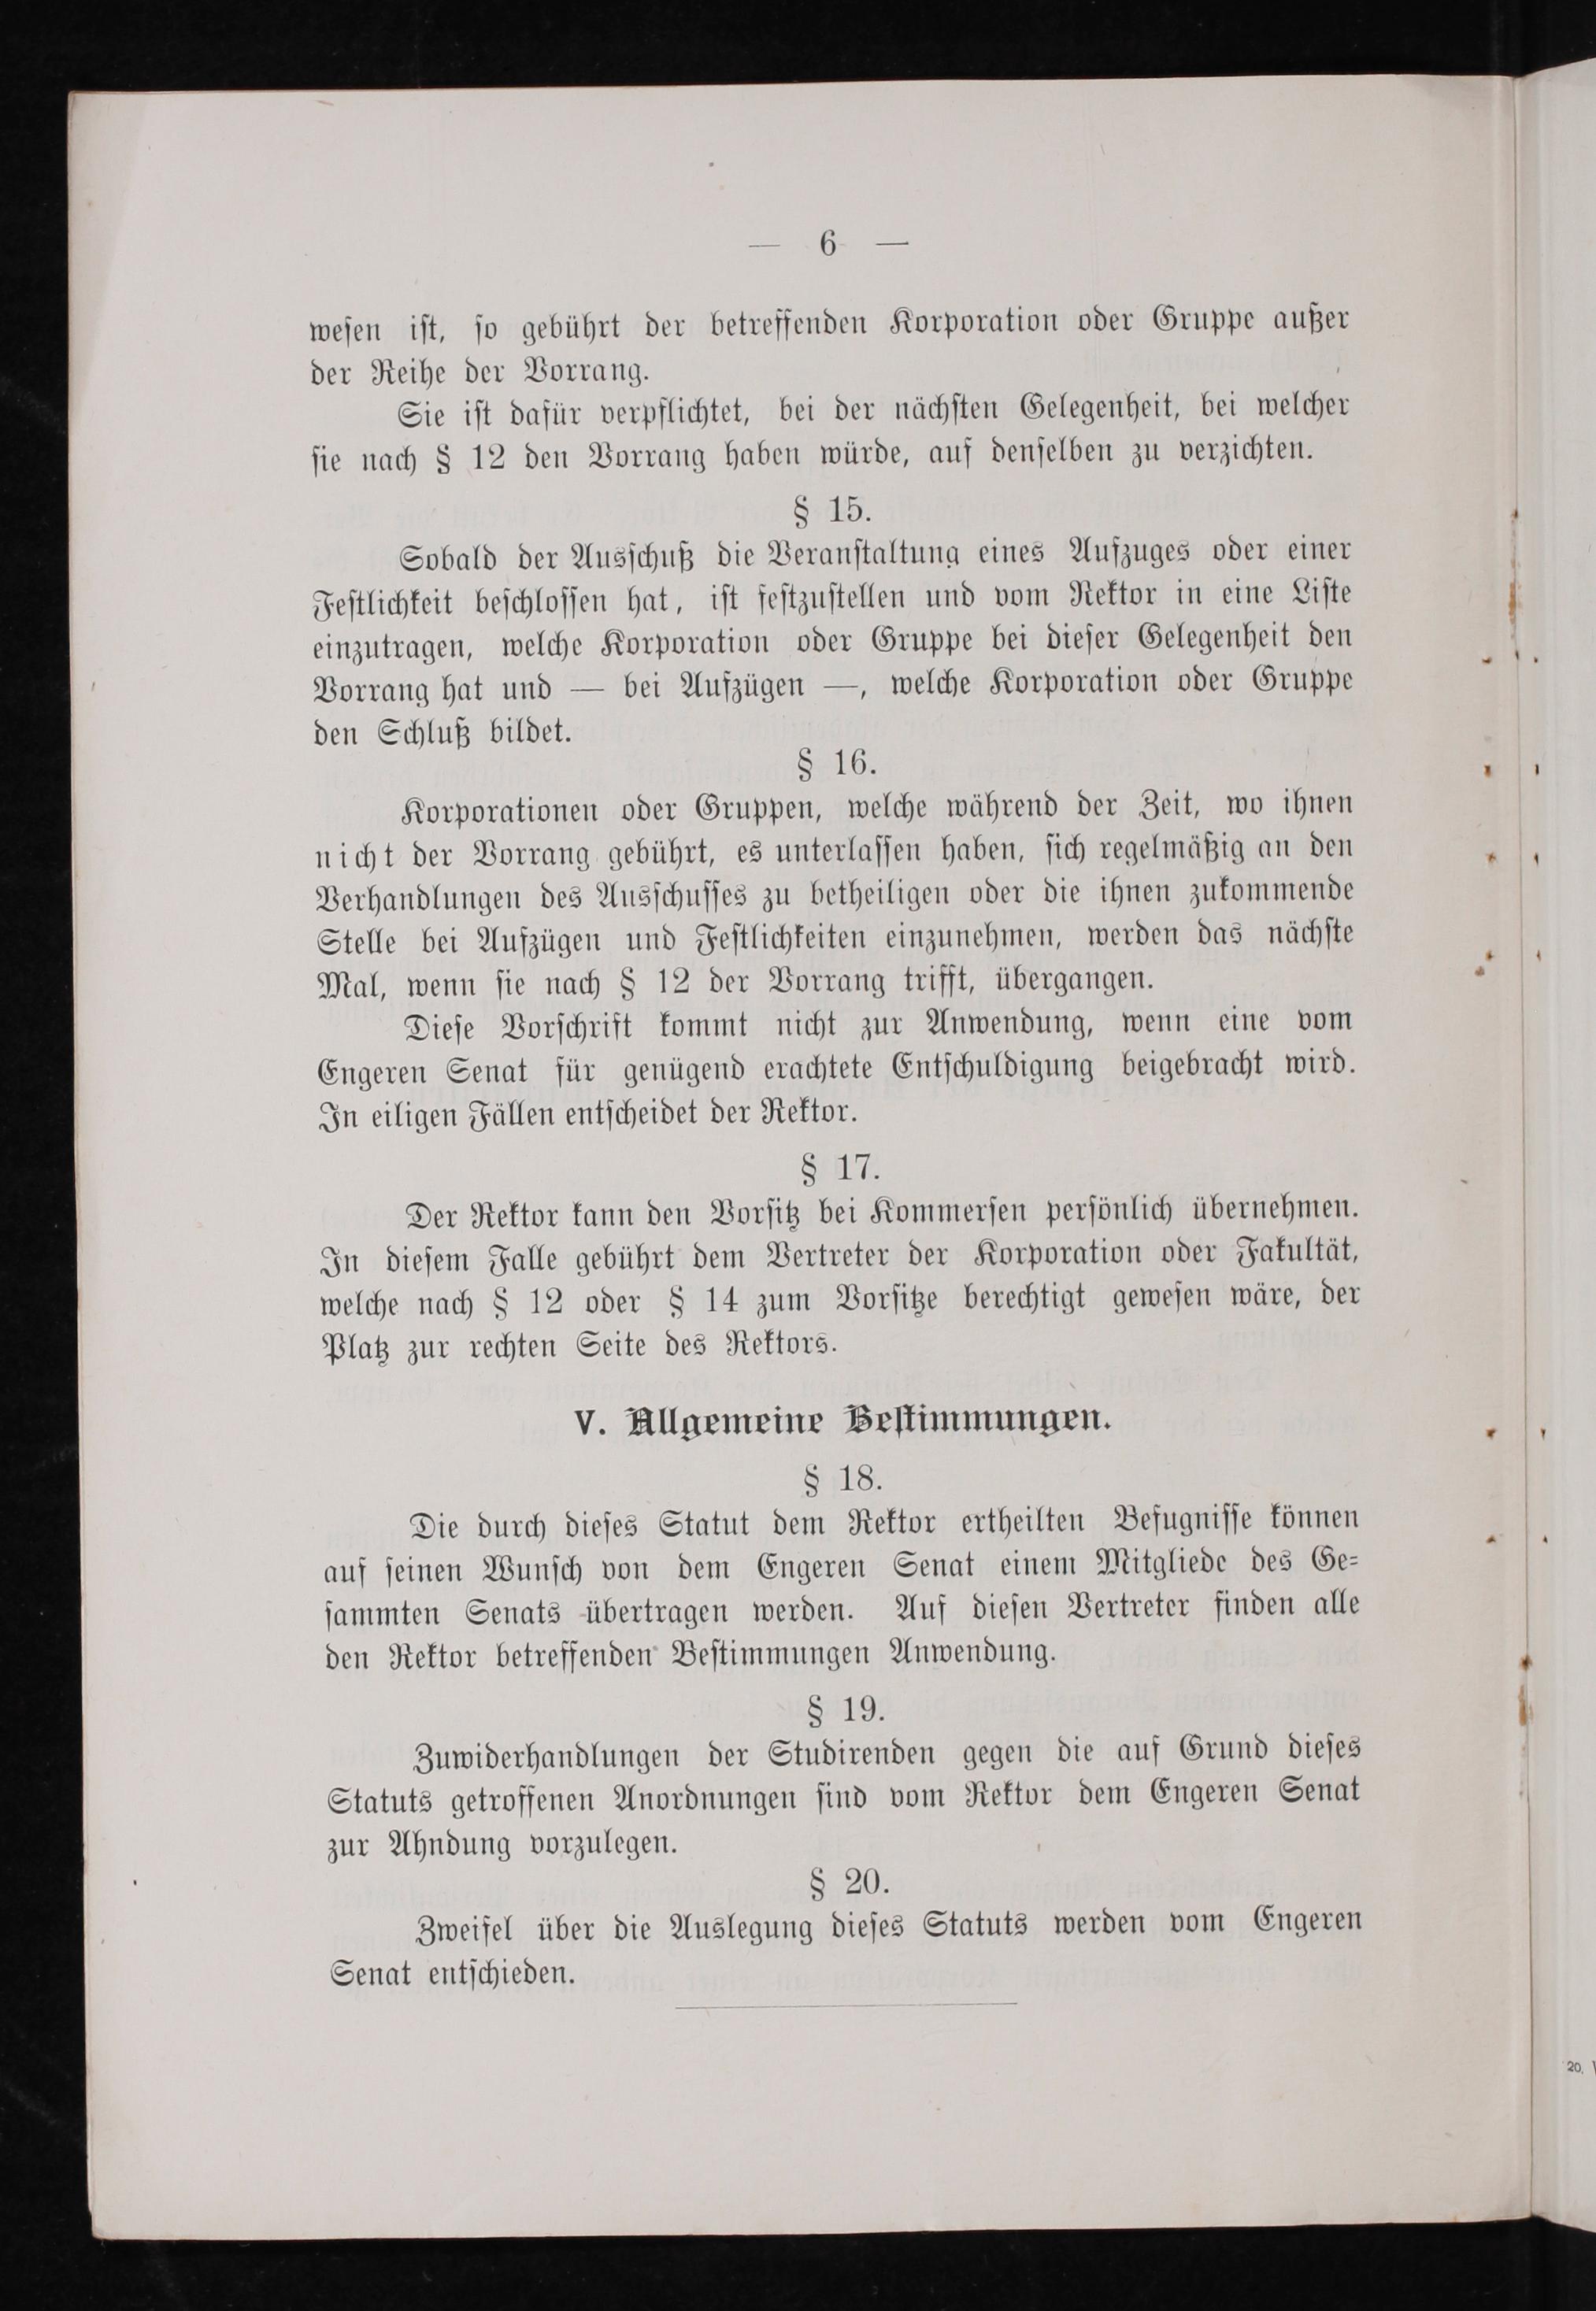 — 6 —
wesen ist, so gebührt der betreffenden Korporation oder Gruppe außer
der Reihe der Vorrang.
Sie ist dafür verpflichtet, bei der nächsten Gelegenheit, bei welcher
sie nach § 12 den Vorrang haben würde, auf denselben zu verzichten.
§ 15.
Sobald der Ausschuß die Veranstaltung eines Aufzuges oder einer
Festlichkeit beschlossen hat, ist festzustellen und vom Rektor in eine Liste
einzutragen, welche Korporation oder Gruppe bei dieser Gelegenheit den
Vorrang hat und — bei Aufzügen —, welche Korporation oder Gruppe
den Schluß bildet.
§ 16.
Korporationen oder Gruppen, welche während der Zeit, wo ihnen
nicht der Vorrang gebührt, es unterlassen haben, sich regelmäßig an den
Verhandlungen des Ausschusses zu betheiligen oder die ihnen zukommende
Stelle bei Aufzügen und Festlichkeiten einzunehmen, werden das nächste
Mal, wenn sie nach § 12 der Vorrang trifft, übergangen.
Diese Vorschrift kommt nicht zur Anwendung, wenn eine vom
Engeren Senat für genügend erachtete Entschuldigung beigebracht wird.
In eiligen Fällen entscheidet der Rektor.
§ 17.
Der Rektor kann den Vorsitz bei Kommersen persönlich übernehmen.
In diesem Falle gebührt dem Vertreter der Korporation oder Fakultät,
welche nach § 12 oder § 14 zum Vorsitze berechtigt gewesen wäre, der
Platz zur rechten Seite des Rektors.
V. Allgemeine Bestimmungen.
§ 18.
Die durch dieses Statut dem Rektor ertheilten Befugnisse können
auf seinen Wunsch von dem Engeren Senat einem Mitgliede des Ge-
sammten Senats übertragen werden. Auf diesen Vertreter finden alle
den Rektor betreffenden Bestimmungen Anwendung.
§ 19.
Zuwiderhandlungen der Studirenden gegen die auf Grund dieses
Statuts getroffenen Anordnungen sind vom Rektor dem Engeren Senat
zur Ahndung vorzulegen.
§ 20.
Zweifel über die Auslegung dieses Statuts werden vom Engeren
Senat entschieden.
20.